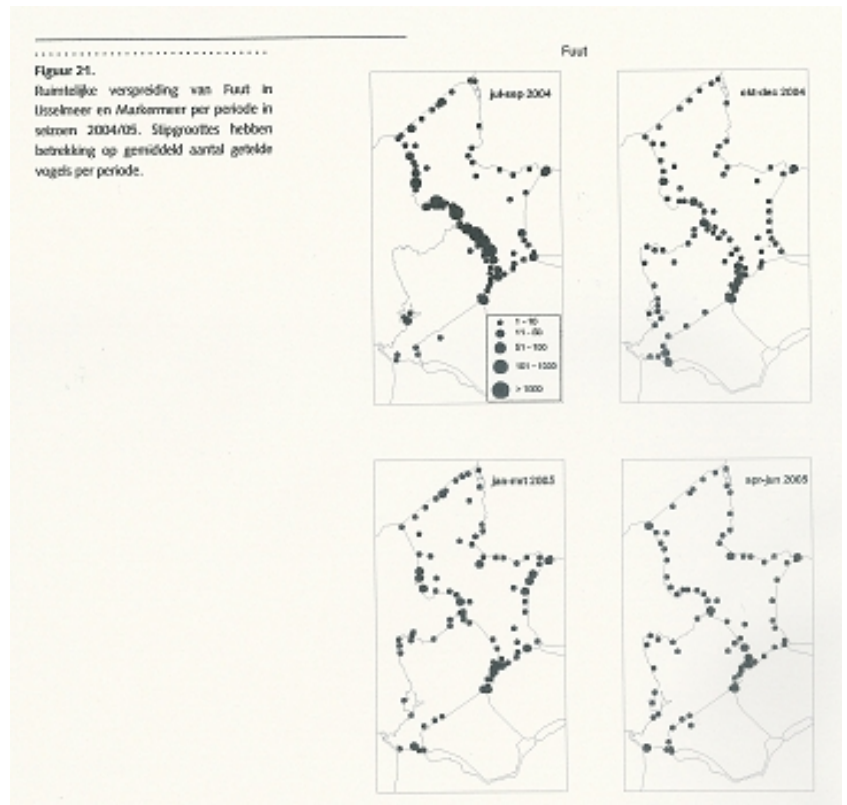 Fuut
Figuur 21.
Ruimtelijke verspreiding van Fuut in
IJsselmeer en Markermeer per periode in
seizoen 2004/05. Stipgroottes hebben
betrekking op gemiddeld aantal getelde
vogels per periode.
jul-sep 2004
okt-dec 2004
1 - 10
11 - 50
51 - 100
101 - 1000
> 1000
jan-mrt 2005
apr-jun 2005